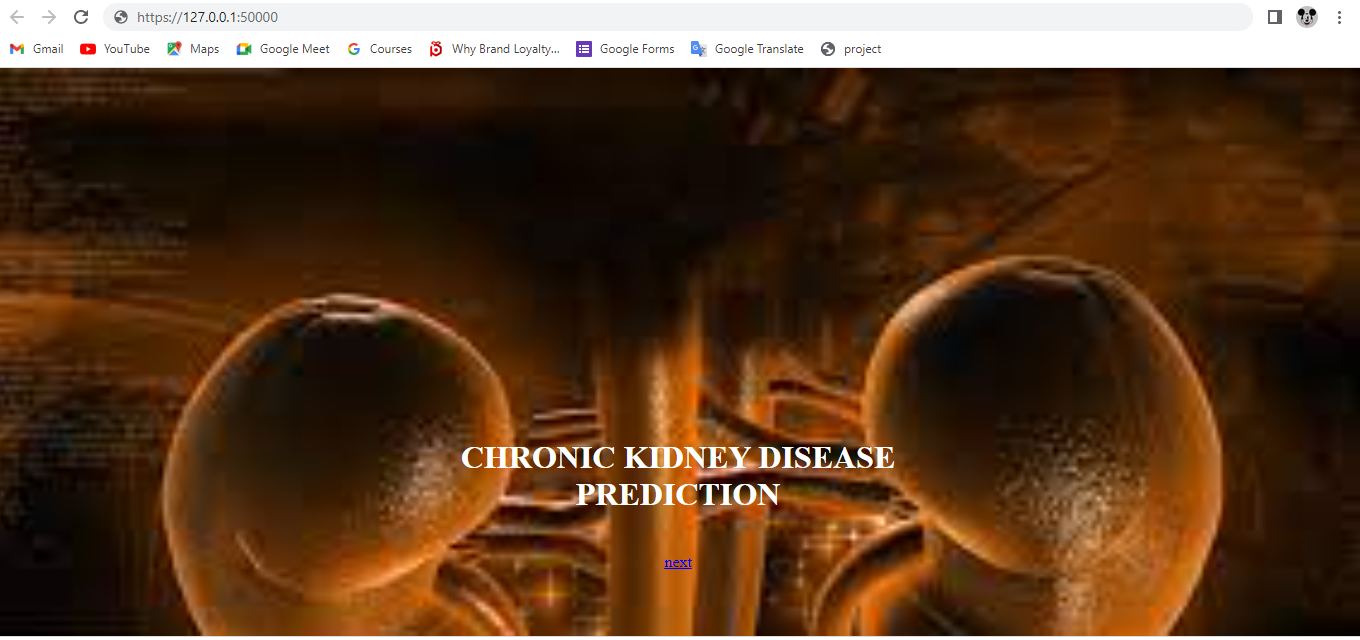 https://127.0.0.1:50000
Gmail YouTube Maps Google Meet Courses Why Brand Loyalty... Google Forms Google Translate project
CHRONIC KIDNEY DISEASE
PREDICTION
next